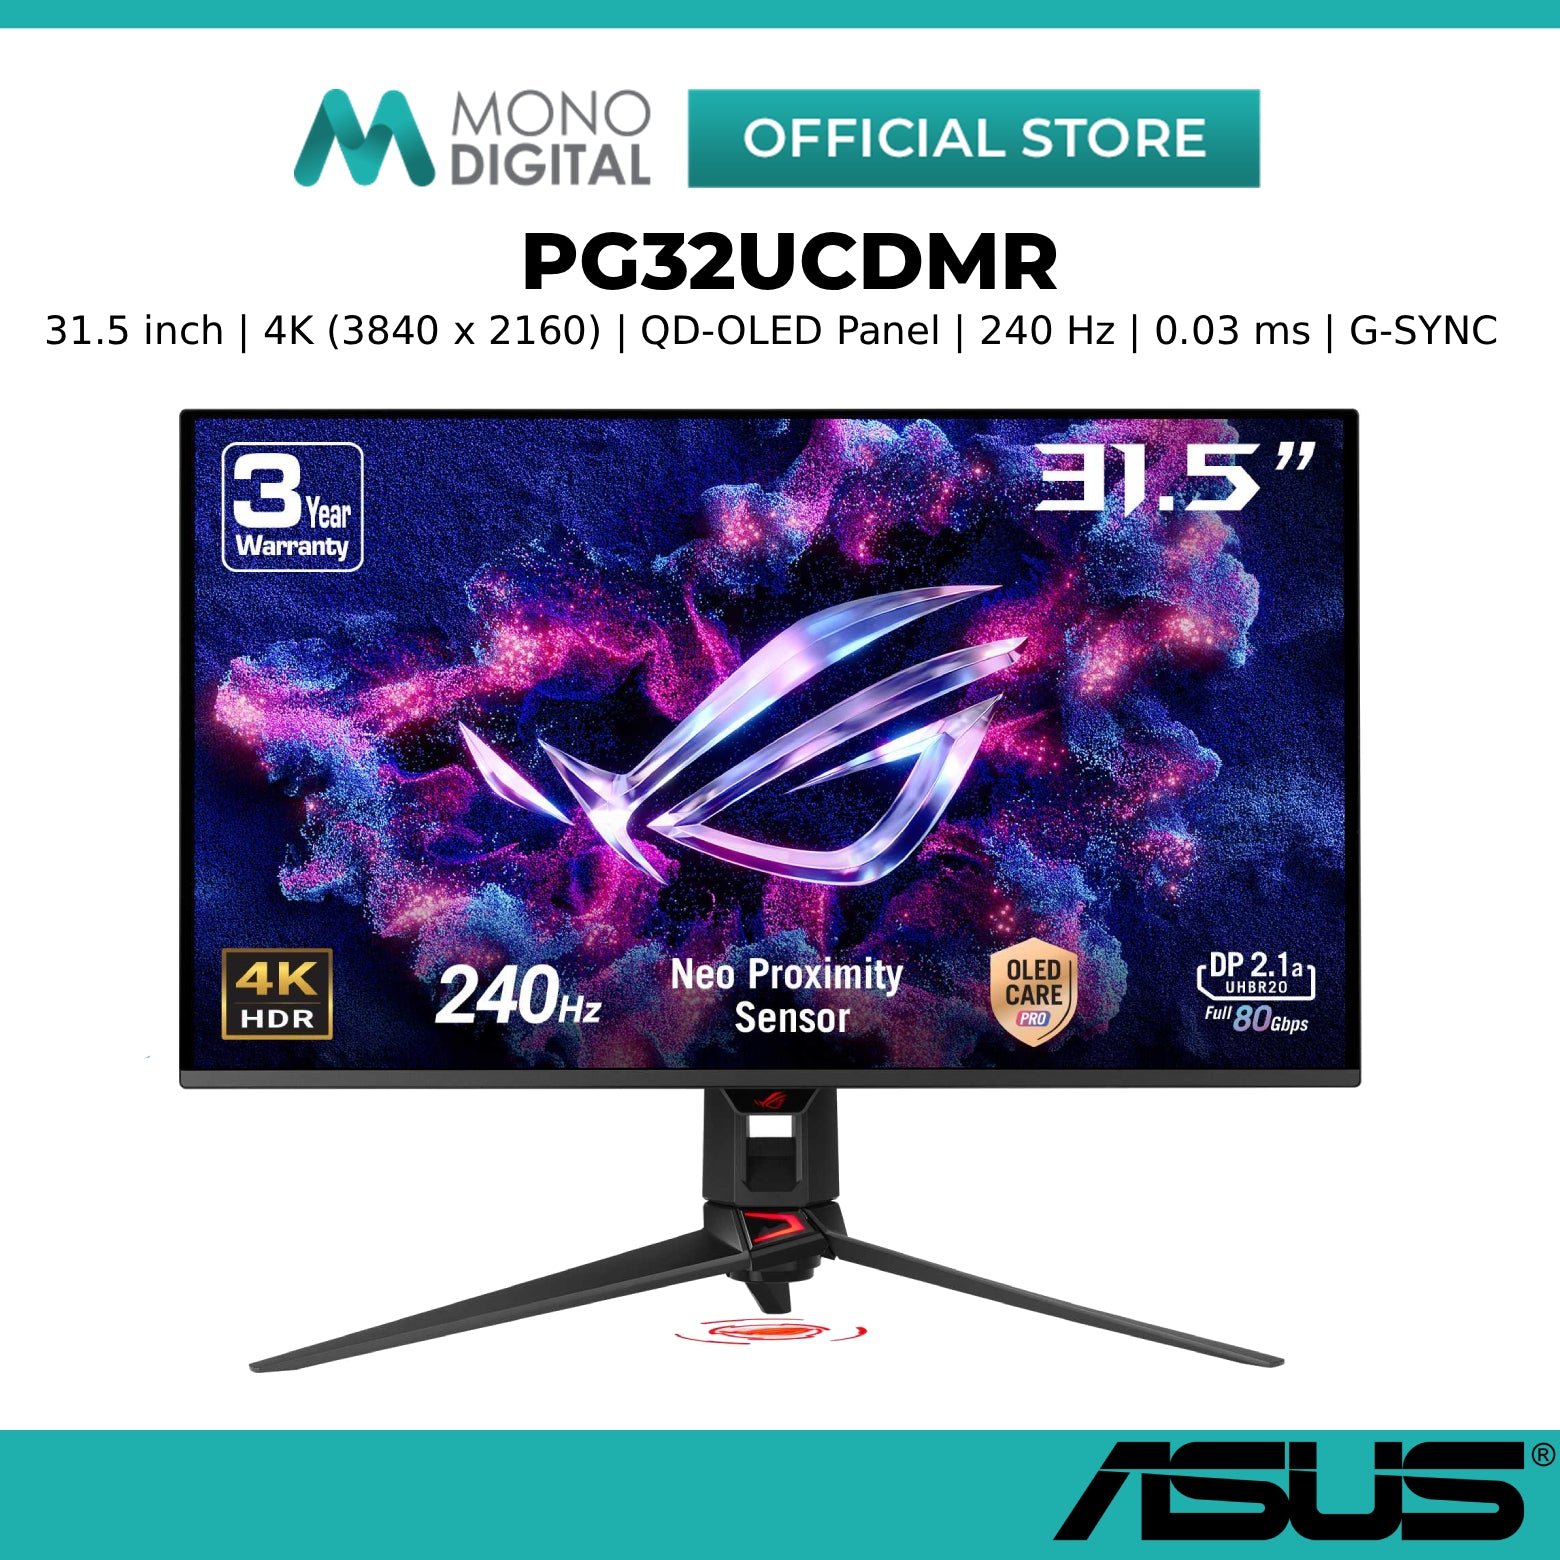 MONO
DIGITAL
OFFICIAL STORE
PG32UCDMR
31.5 inch | 4K (3840 x 2160) | QD-OLED Panel | 240 Hz | 0.03 ms | G-SYNC
3 Year
Warranty
31.5”
4K
HDR
240Hz
Neo Proximity
Sensor
OLED
CARE
PRO
DP 2.1a
UHBR20
Full 80Gbps
ASUS®